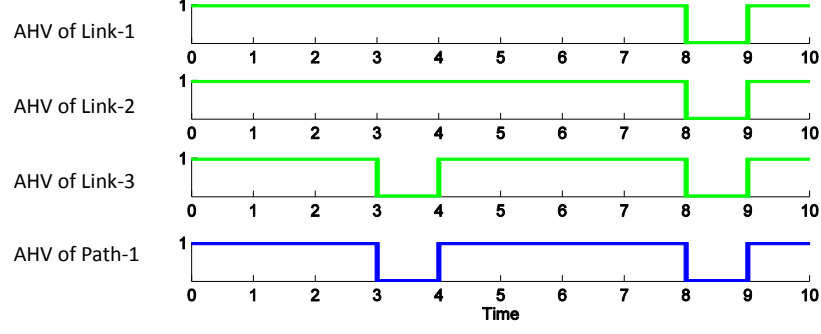 AHV of Link-1
1
0 1 2 3 4 5 6 7 8 9 10
AHV of Link-2
1
0 1 2 3 4 5 6 7 8 9 10
AHV of Link-3
1
0 1 2 3 4 5 6 7 8 9 10
AHV of Path-1
1
0 1 2 3 4 5 6 7 8 9 10
Time